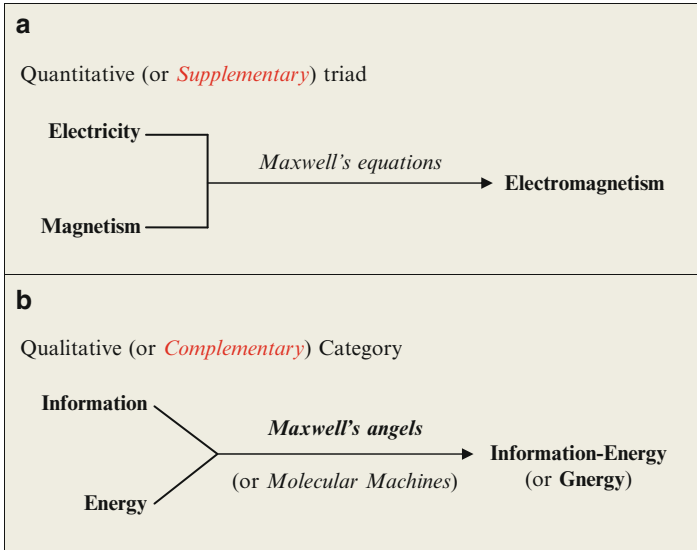 a
Quantitative (or Supplementary) triad
Electricity
Maxwell's equations
Electromagnetism
Magnetism
b
Qualitative (or Complementary) Category
Information
Maxwell's angels
Information-Energy
(or Molecular Machines)
(or Gnergy)
Energy